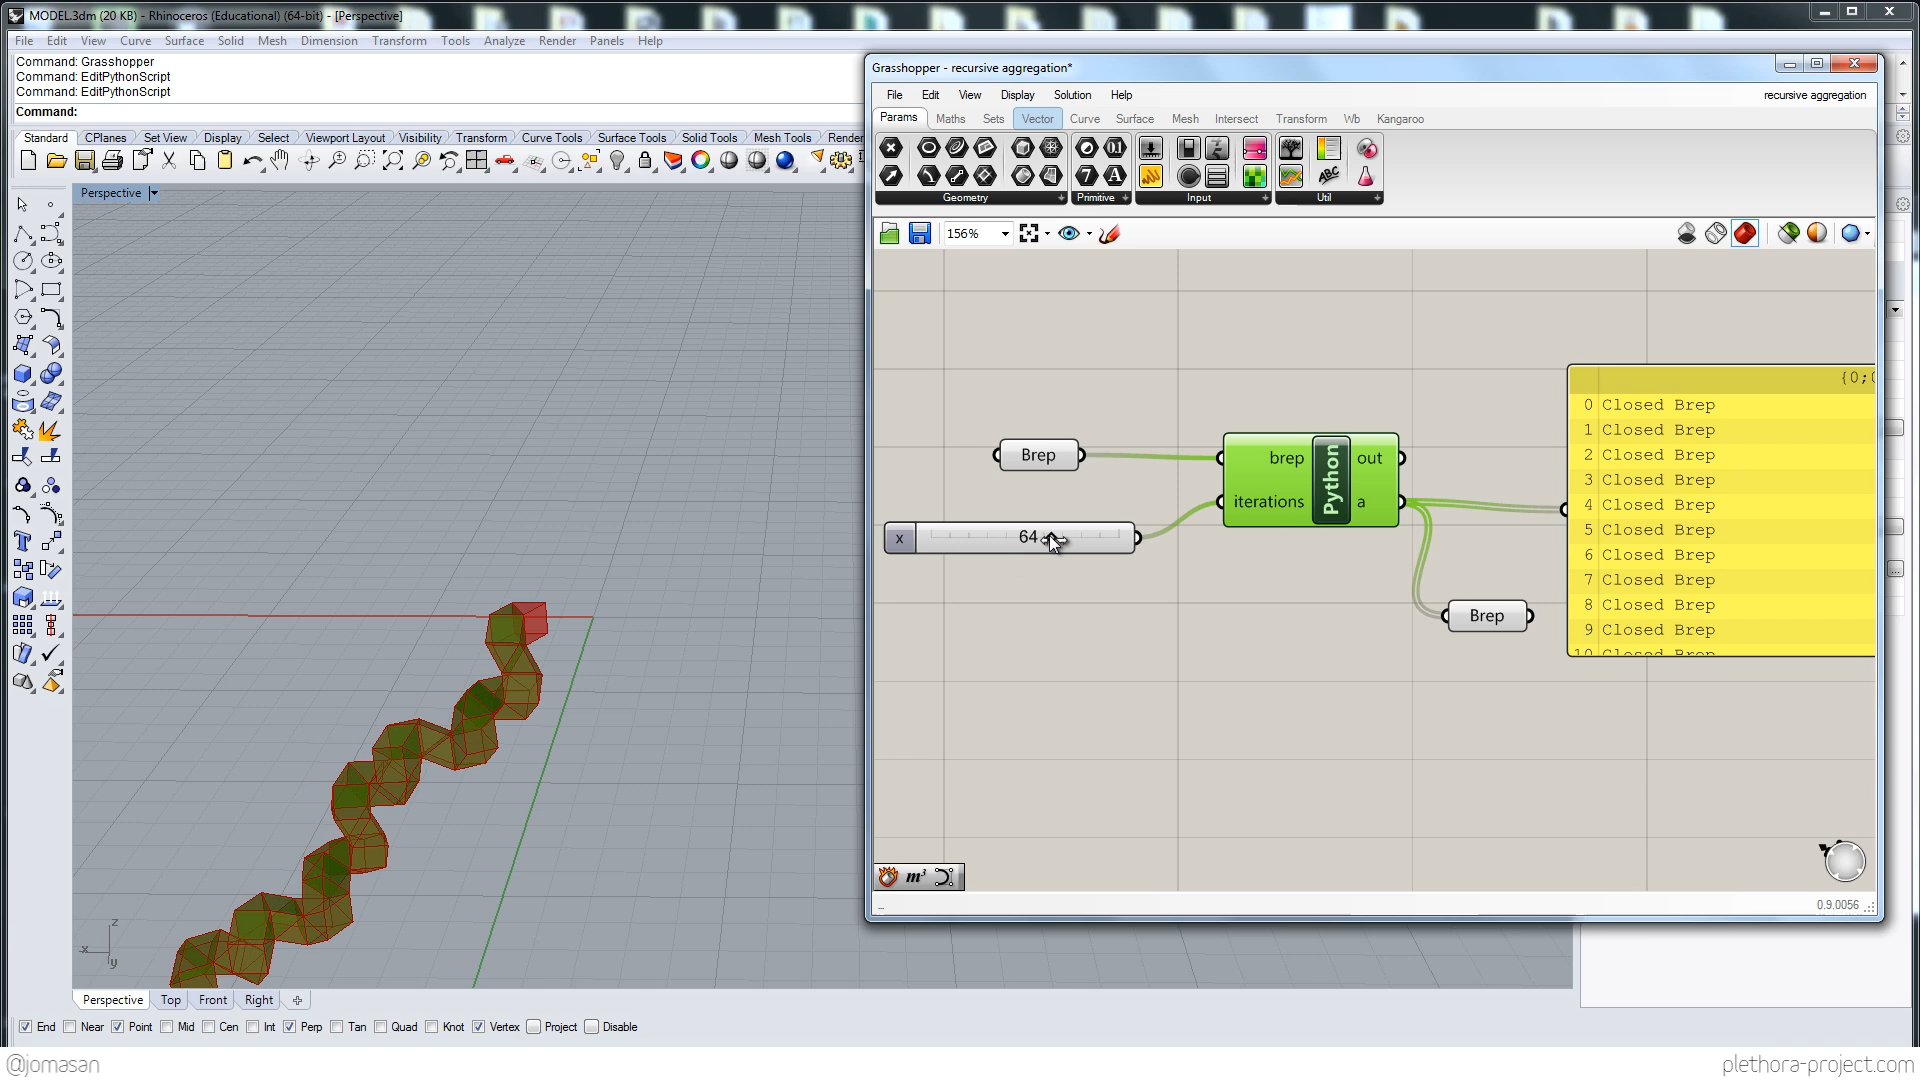 MODEL.3dm (20 KB) - Rhinoceros (Educational) (64-bit) - [Perspective]
File Edit View Curve Surface Solid Mesh Dimension Transform Tools Analyze Render Panels Help
Command: Grasshopper
Command: EditPythonScript
Command: EditPythonScript
Command:
Standard CPlanes Set View Display Select Viewport Layout Visibility Transform Curve Tools Surface Tools Solid Tools Mesh Tools Render
Perspective
Grasshopper - recursive aggregation*
File Edit View Display Solution Help recursive aggregation
Params Maths Sets Vector Curve Surface Mesh Intersect Transform Wb Kangaroo
Geometry Primitive Input Util
156%
{0;0
0 Closed Brep
1 Closed Brep
2 Closed Brep
3 Closed Brep
4 Closed Brep
5 Closed Brep
6 Closed Brep
7 Closed Brep
8 Closed Brep
9 Closed Brep
10 Closed Brep
Brep
brep Python out
iterations a
x 64
Brep
m³
0.9.0056
z
x
y
Perspective Top Front Right
End Near Point Mid Cen Int Perp Tan Quad Knot Vertex Project Disable
@jomasan
plethora-project.com